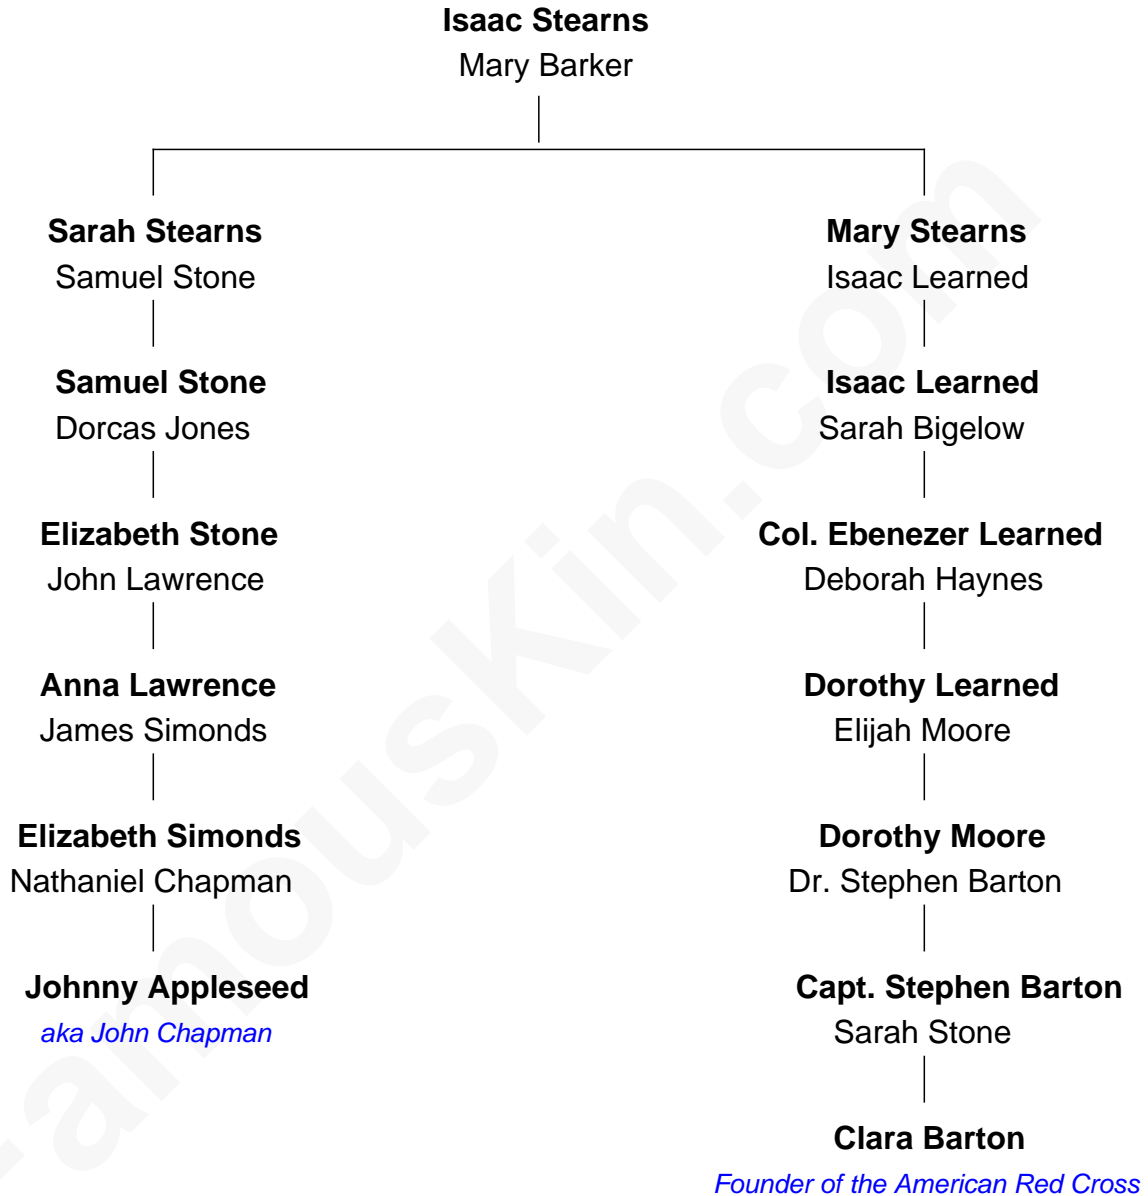 Isaac Stearns
Mary Barker
Sarah Stearns
Samuel Stone
Samuel Stone
Dorcas Jones
Elizabeth Stone
John Lawrence
Anna Lawrence
James Simonds
Elizabeth Simonds
Nathaniel Chapman
Johnny Appleseed
aka John Chapman
Mary Stearns
Isaac Learned
Isaac Learned
Sarah Bigelow
Col. Ebenezer Learned
Deborah Haynes
Dorothy Learned
Elijah Moore
Dorothy Moore
Dr. Stephen Barton
Capt. Stephen Barton
Sarah Stone
Clara Barton
Founder of the American Red Cross
FamousKin.com